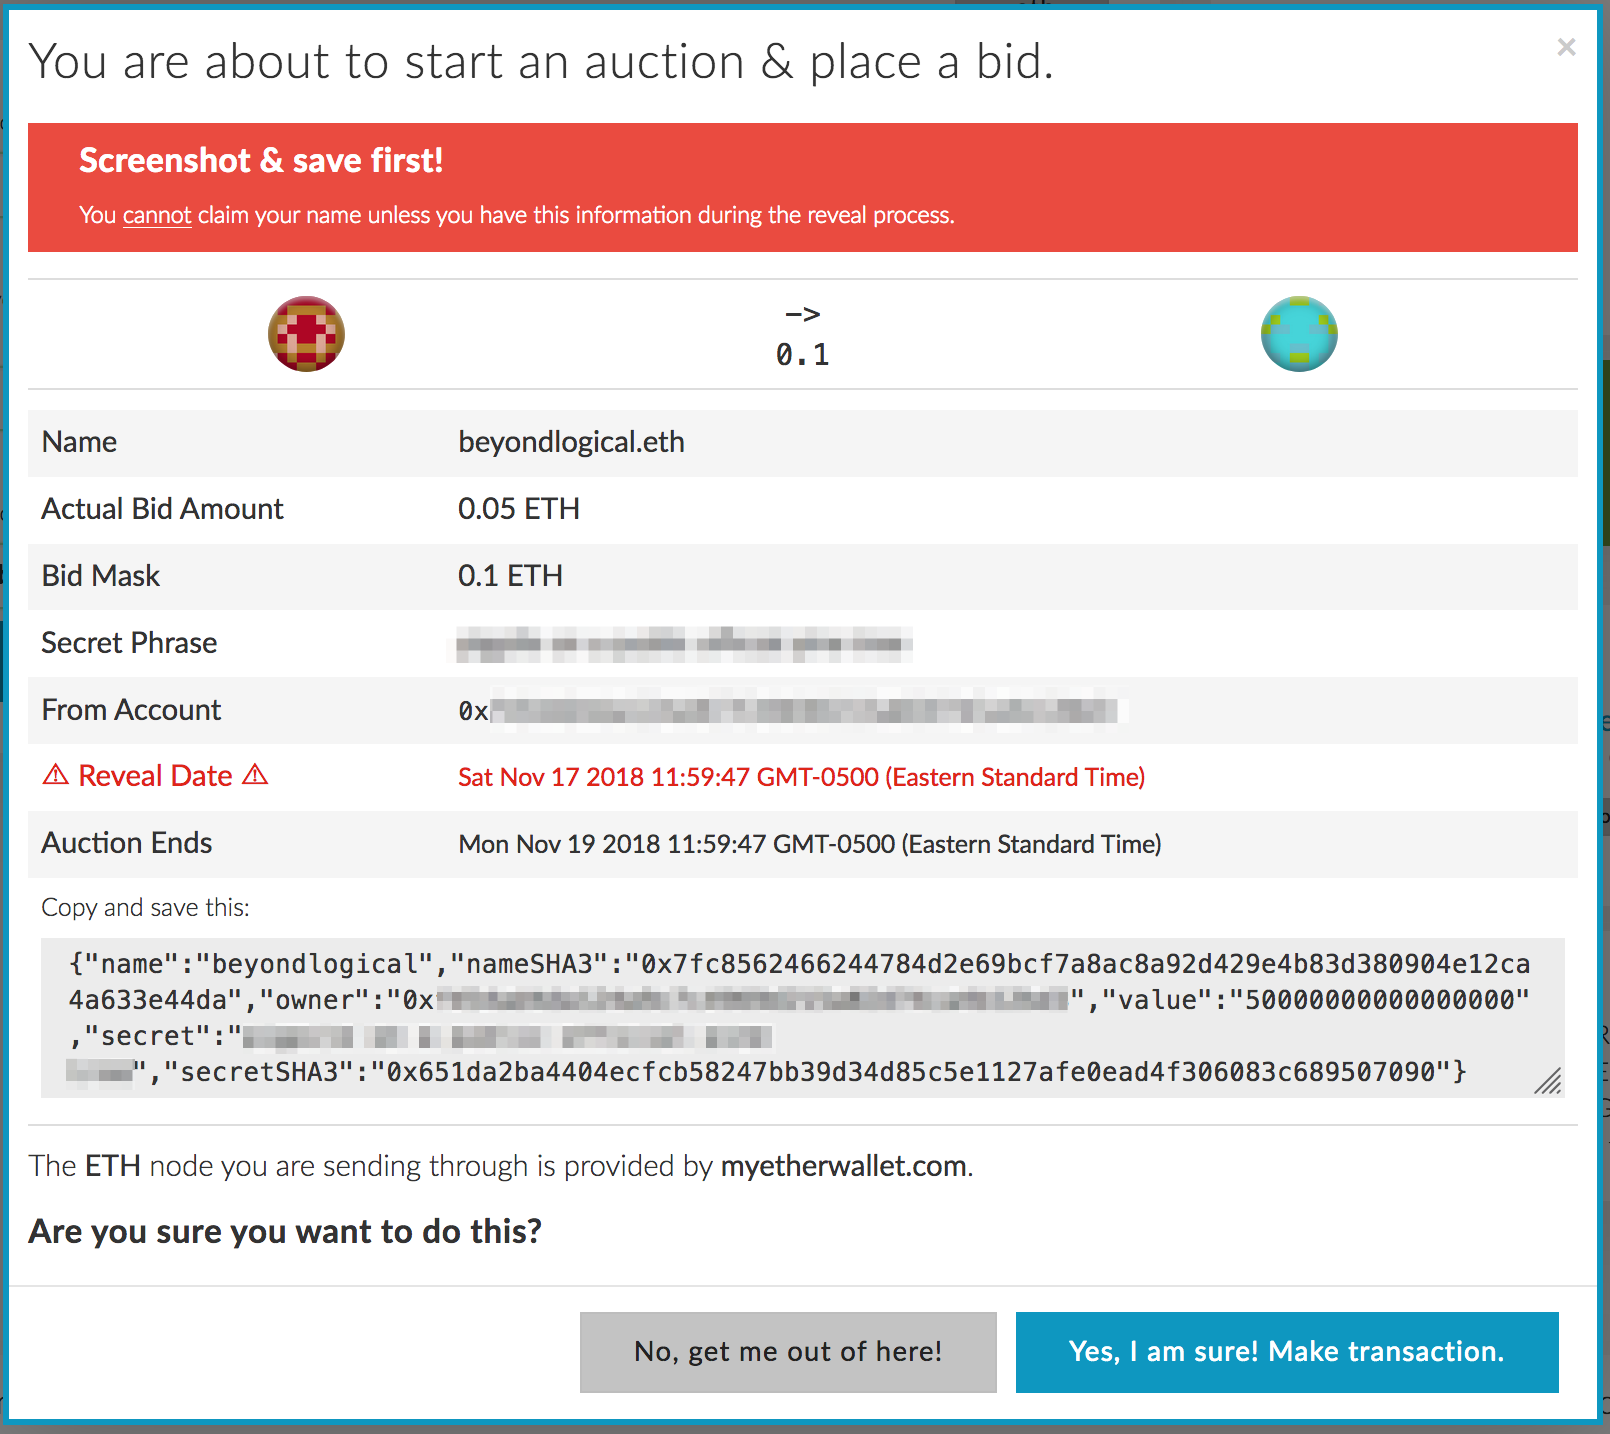 You are about to start an auction & place a bid.
×
Screenshot & save first!
You cannot claim your name unless you have this information during the reveal process.
–>
0.1
Name beyondlogical.eth
Actual Bid Amount 0.05 ETH
Bid Mask 0.1 ETH
Secret Phrase
From Account 0x
⚠ Reveal Date ⚠ Sat Nov 17 2018 11:59:47 GMT-0500 (Eastern Standard Time)
Auction Ends Mon Nov 19 2018 11:59:47 GMT-0500 (Eastern Standard Time)
Copy and save this:
{"name":"beyondlogical","nameSHA3":"0x7fc8562466244784d2e69bcf7a8ac8a92d429e4b83d380904e12ca
4a633e44da","owner":"0x","value":"50000000000000000"
,"secret":"
","secretSHA3":"0x651da2ba4404ecfcb58247bb39d34d85c5e1127afe0ead4f306083c689507090"}
The ETH node you are sending through is provided by myetherwallet.com.
Are you sure you want to do this?
No, get me out of here!
Yes, I am sure! Make transaction.